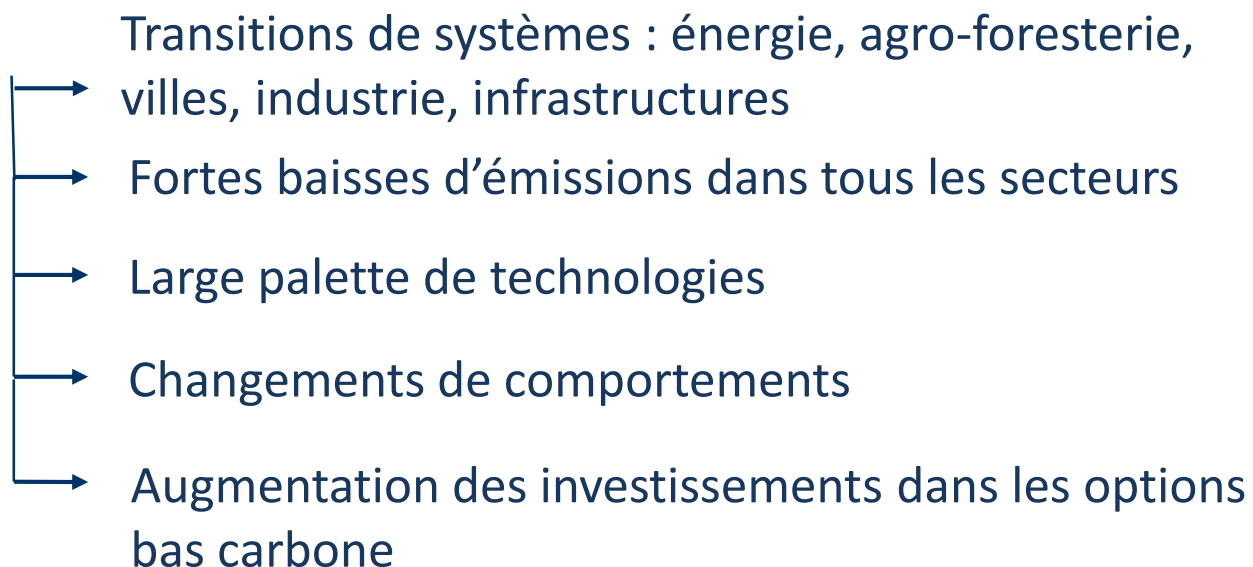 Transitions de systèmes : énergie, agro-foresterie,
villes, industrie, infrastructures
Fortes baisses d’émissions dans tous les secteurs
Large palette de technologies
Changements de comportements
Augmentation des investissements dans les options
bas carbone